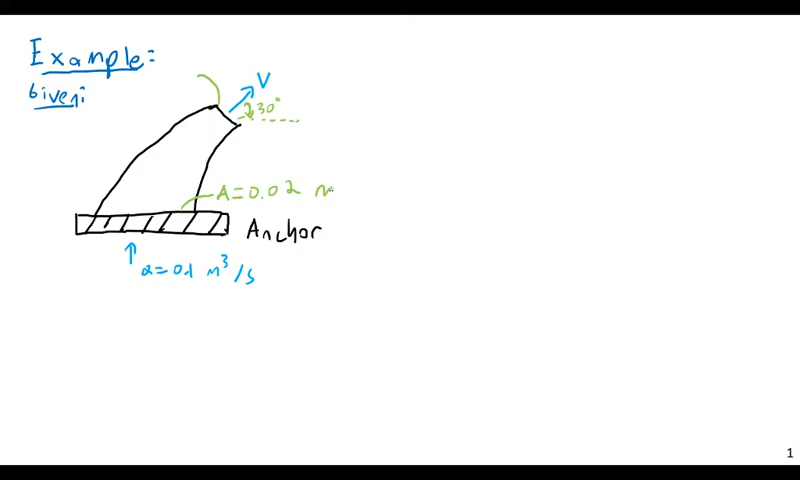 Example:
Given:
V
30°
A=0.02 m
Anchor
Q=0.1 m³/s
1